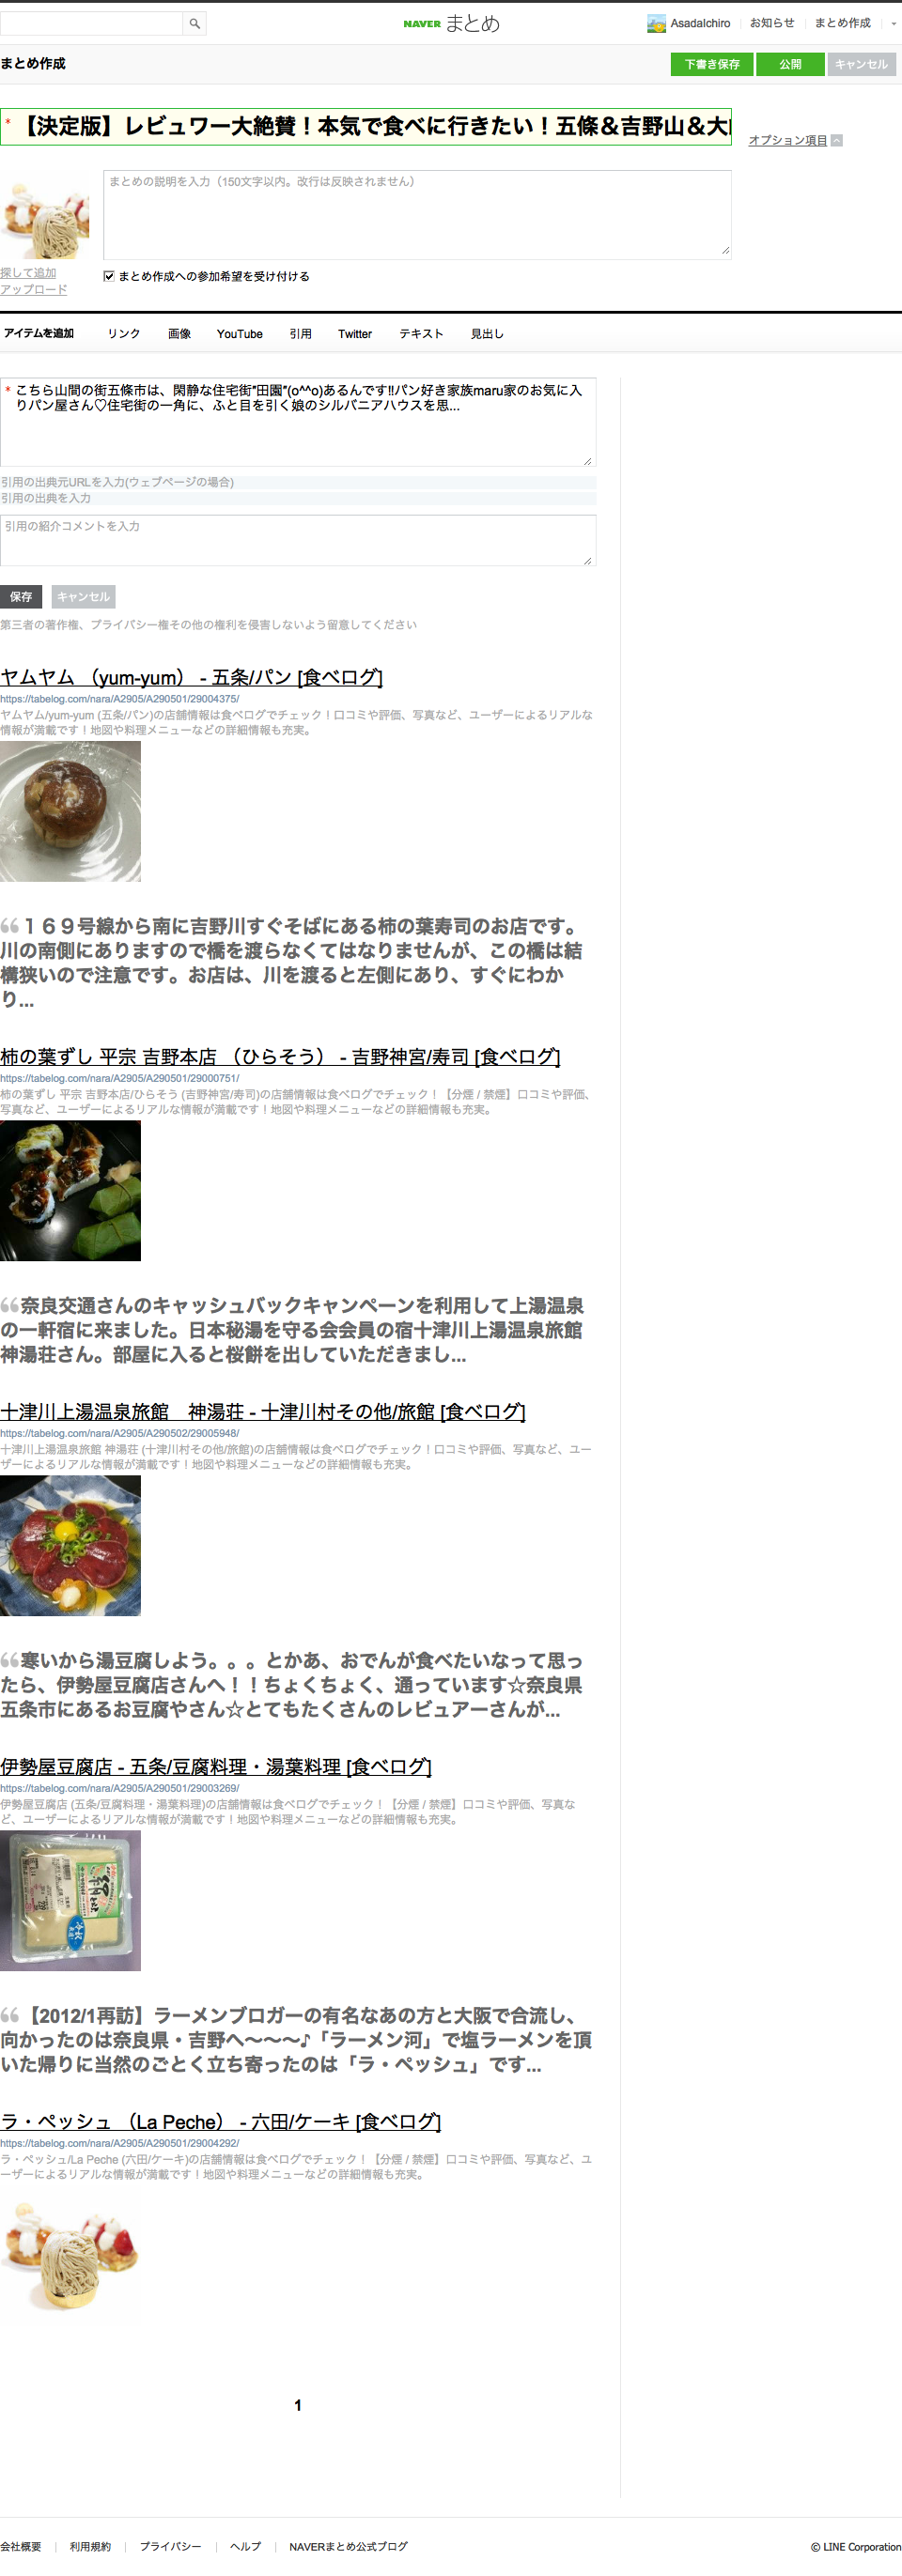 NAVER まとめ
AsadaIchiro
お知らせ
まとめ作成
まとめ作成
下書き保存
公開
キャンセル
* 【決定版】レビュワー大絶賛！本気で食べに行きたい！五條＆吉野山＆大
オプション項目
まとめの説明を入力（150文字以内。改行は反映されません）
探して追加
アップロード
まとめ作成への参加希望を受け付ける
アイテムを追加 リンク 画像 YouTube 引用 Twitter テキスト 見出し
* こちら山間の街五條市は、閑静な住宅街”田園”(o^^o)あるんです!!パン好き家族maru家のお気に入
りパン屋さん♡住宅街の一角に、ふと目を引く娘のシルバニアハウスを思...
引用の出典元URLを入力(ウェブページの場合)
引用の出典を入力
引用の紹介コメントを入力
保存 キャンセル
第三者の著作権、プライバシー権その他の権利を侵害しないよう留意してください
ヤムヤム （yum-yum） - 五条/パン [食べログ]
https://tabelog.com/nara/A2905/A290501/29004375/
ヤムヤム/yum-yum (五条/パン)の店舗情報は食べログでチェック！口コミや評価、写真など、ユーザーによるリアルな
情報が満載です！地図や料理メニューなどの詳細情報も充実。
１６９号線から南に吉野川すぐそばにある柿の葉寿司のお店です。
川の南側にありますので橋を渡らなくてはなりませんが、この橋は結
構狭いので注意です。お店は、川を渡ると左側にあり、すぐにわか
り...
柿の葉ずし 平宗 吉野本店 （ひらそう） - 吉野神宮/寿司 [食べログ]
https://tabelog.com/nara/A2905/A290501/29000751/
柿の葉ずし 平宗 吉野本店/ひらそう (吉野神宮/寿司)の店舗情報は食べログでチェック！【分煙 / 禁煙】口コミや評価、
写真など、ユーザーによるリアルな情報が満載です！地図や料理メニューなどの詳細情報も充実。
奈良交通さんのキャッシュバックキャンペーンを利用して上湯温泉
の一軒宿に来ました。日本秘湯を守る会会員の宿十津川上湯温泉旅館
神湯荘さん。部屋に入ると桜餅を出していただきまし...
十津川上湯温泉旅館　神湯荘 - 十津川村その他/旅館 [食べログ]
https://tabelog.com/nara/A2905/A290502/29005948/
十津川上湯温泉旅館 神湯荘 (十津川村その他/旅館)の店舗情報は食べログでチェック！口コミや評価、写真など、ユー
ザーによるリアルな情報が満載です！地図や料理メニューなどの詳細情報も充実。
寒いから湯豆腐しよう。。。とかあ、おでんが食べたいなって思っ
たら、伊勢屋豆腐店さんへ！！ちょくちょく、通っています☆奈良県
五条市にあるお豆腐やさん☆とてもたくさんのレビュアーさんが...
伊勢屋豆腐店 - 五条/豆腐料理・湯葉料理 [食べログ]
https://tabelog.com/nara/A2905/A290501/29003269/
伊勢屋豆腐店 (五条/豆腐料理・湯葉料理)の店舗情報は食べログでチェック！【分煙 / 禁煙】口コミや評価、写真な
ど、ユーザーによるリアルな情報が満載です！地図や料理メニューなどの詳細情報も充実。
【2012/1再訪】ラーメンブロガーの有名なあの方と大阪で合流し、
向かったのは奈良県・吉野へ～～～♪「ラーメン河」で塩ラーメンを頂
いた帰りに当然のごとく立ち寄ったのは「ラ・ペッシュ」です...
ラ・ペッシュ （La Peche） - 六田/ケーキ [食べログ]
https://tabelog.com/nara/A2905/A290501/29004292/
ラ・ペッシュ/La Peche (六田/ケーキ)の店舗情報は食べログでチェック！【分煙 / 禁煙】口コミや評価、写真など、ユ
ーザーによるリアルな情報が満載です！地図や料理メニューなどの詳細情報も充実。
1
会社概要 利用規約 プライバシー ヘルプ NAVERまとめ公式ブログ
© LINE Corporation